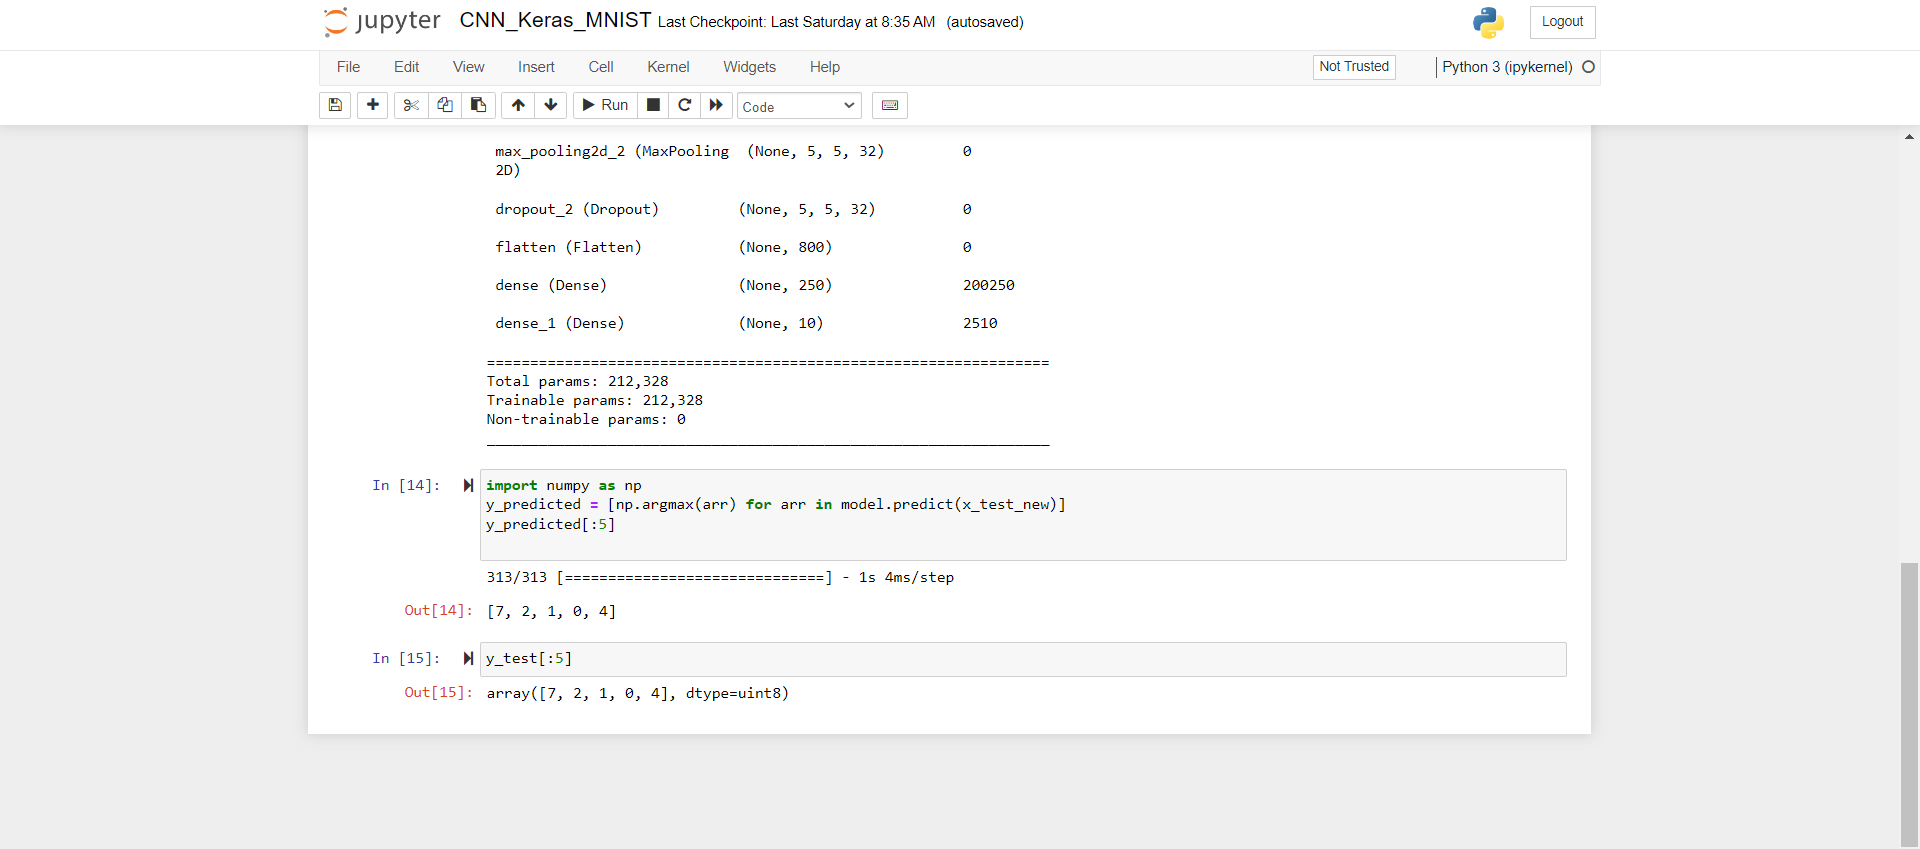 jupyter CNN_Keras_MNIST Last Checkpoint: Last Saturday at 8:35 AM (autosaved) Logout
File Edit View Insert Cell Kernel Widgets Help Not Trusted Python 3 (ipykernel)
Run Code
max_pooling2d_2 (MaxPooling (None, 5, 5, 32) 0
2D)
dropout_2 (Dropout) (None, 5, 5, 32) 0
flatten (Flatten) (None, 800) 0
dense (Dense) (None, 250) 200250
dense_1 (Dense) (None, 10) 2510
=================================================================
Total params: 212,328
Trainable params: 212,328
Non-trainable params: 0
_________________________________________________________________
In [14]: import numpy as np
y_predicted = [np.argmax(arr) for arr in model.predict(x_test_new)]
y_predicted[:5]
313/313 [==============================] - 1s 4ms/step
Out[14]: [7, 2, 1, 0, 4]
In [15]: y_test[:5]
Out[15]: array([7, 2, 1, 0, 4], dtype=uint8)